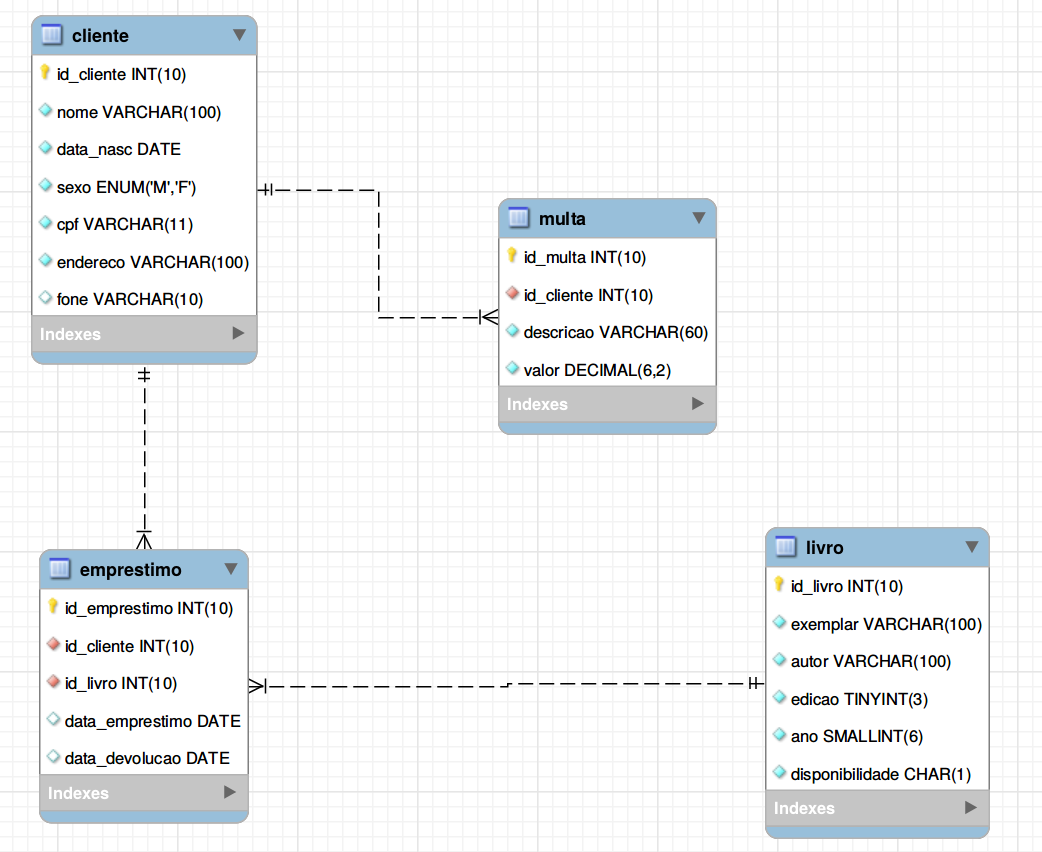 cliente
id_cliente INT(10)
nome VARCHAR(100)
data_nasc DATE
sexo ENUM('M','F')
cpf VARCHAR(11)
endereco VARCHAR(100)
fone VARCHAR(10)
Indexes
multa
id_multa INT(10)
id_cliente INT(10)
descricao VARCHAR(60)
valor DECIMAL(6,2)
Indexes
emprestimo
id_emprestimo INT(10)
id_cliente INT(10)
id_livro INT(10)
data_emprestimo DATE
data_devolucao DATE
Indexes
livro
id_livro INT(10)
exemplar VARCHAR(100)
autor VARCHAR(100)
edicao TINYINT(3)
ano SMALLINT(6)
disponibilidade CHAR(1)
Indexes